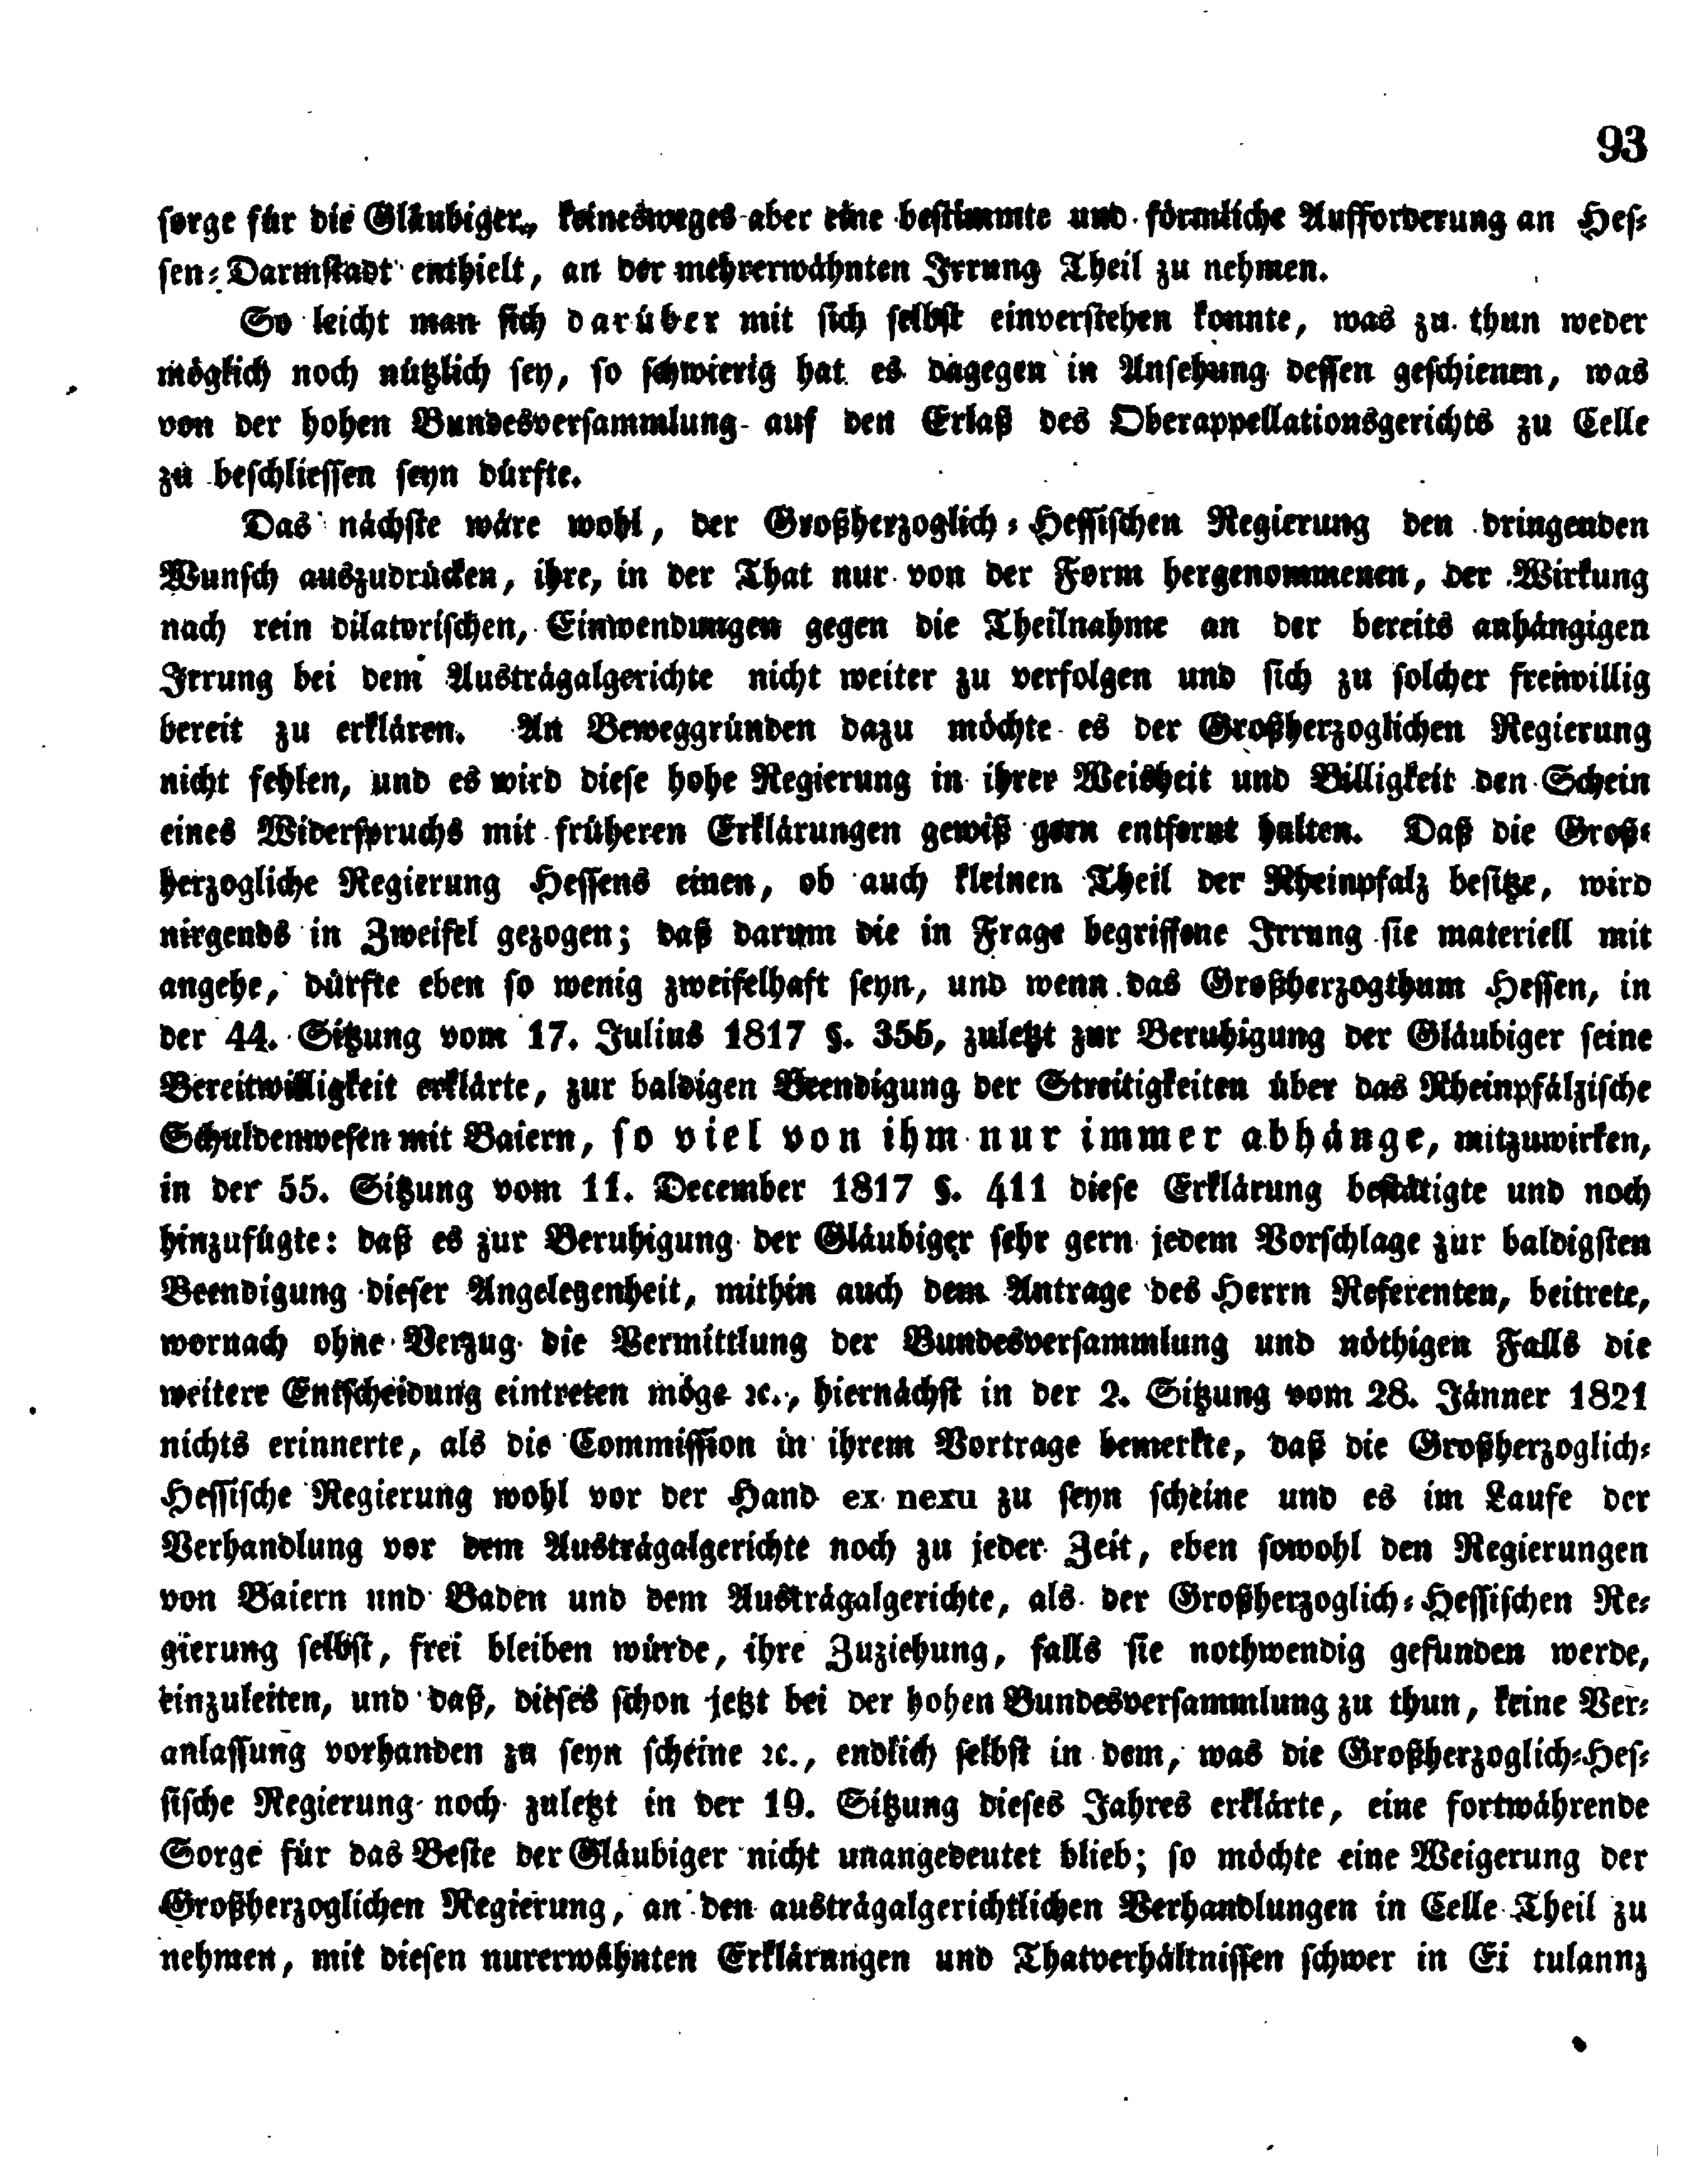 93
sorge für die Gläubiger, keinesweges aber eine bestimmte und förmliche Aufforderung an Hes-
sen-Darmstadt enthielt, an der mehrerwähnten Irrung Theil zu nehmen.
So leicht man sich darüber mit sich selbst einverstehen konnte, was zu thun weder
möglich noch nützlich sey, so schwierig hat es dagegen in Ansehung dessen geschienen, was
von der hohen Bundesversammlung auf den Erlaß des Oberappellationsgerichts zu Celle
zu beschliessen seyn dürfte.
Das nächste wäre wohl, der Großherzoglich-Hessischen Regierung den dringenden
Wunsch auszudrücken, ihre, in der That nur von der Form hergenommenen, der Wirkung
nach rein dilatorischen, Einwendungen gegen die Theilnahme an der bereits anhängigen
Irrung bei dem Austrägalgerichte nicht weiter zu verfolgen und sich zu solcher freiwillig
bereit zu erklären. An Beweggründen dazu möchte es der Großherzoglichen Regierung
nicht fehlen, und es wird diese hohe Regierung in ihrer Weisheit und Billigkeit den Schein
eines Widerspruchs mit früheren Erklärungen gewiß gern entfernt halten. Daß die Groß-
herzogliche Regierung Hessens einen, ob auch kleinen Theil der Rheinpfalz besitze, wird
nirgends in Zweifel gezogen; daß darum die in Frage begriffene Irrung sie materiell mit
angehe, dürfte eben so wenig zweifelhaft seyn, und wenn das Großherzogthum Hessen, in
der 44. Sitzung vom 17. Julius 1817 §. 355, zuletzt zur Beruhigung der Gläubiger seine
Bereitwilligkeit erklärte, zur baldigen Beendigung der Streitigkeiten über das Rheinpfälzische
Schuldenwesen mit Baiern, so viel von ihm nur immer abhänge, mitzuwirken,
in der 55. Sitzung vom 11. December 1817 §. 411 diese Erklärung bestätigte und noch
hinzufügte: daß es zur Beruhigung der Gläubiger sehr gern jedem Vorschlage zur baldigsten
Beendigung dieser Angelegenheit, mithin auch dem Antrage des Herrn Referenten, beitrete,
wornach ohne Verzug die Vermittlung der Bundesversammlung und nöthigen Falls die
weitere Entscheidung eintreten möge ꝛc., hiernächst in der 2. Sitzung vom 28. Jänner 1821
nichts erinnerte, als die Commission in ihrem Vortrage bemerkte, daß die Großherzoglich-
Hessische Regierung wohl vor der Hand ex nexu zu seyn scheine und es im Laufe der
Verhandlung vor dem Austrägalgerichte noch zu jeder Zeit, eben sowohl den Regierungen
von Baiern und Baden und dem Austrägalgerichte, als der Großherzoglich-Hessischen Re-
gierung selbst, frei bleiben würde, ihre Zuziehung, falls sie nothwendig gefunden werde,
einzuleiten, und daß, dieses schon jetzt bei der hohen Bundesversammlung zu thun, keine Ver-
anlassung vorhanden zu seyn scheine ꝛc., endlich selbst in dem, was die Großherzoglich-Hes-
sische Regierung noch zuletzt in der 19. Sitzung dieses Jahres erklärte, eine fortwährende
Sorge für das Beste der Gläubiger nicht unangedeutet blieb; so möchte eine Weigerung der
Großherzoglichen Regierung, an den austrägalgerichtlichen Verhandlungen in Celle Theil zu
nehmen, mit diesen nurerwähnten Erklärungen und Thatverhältnissen schwer in Ei tulannz